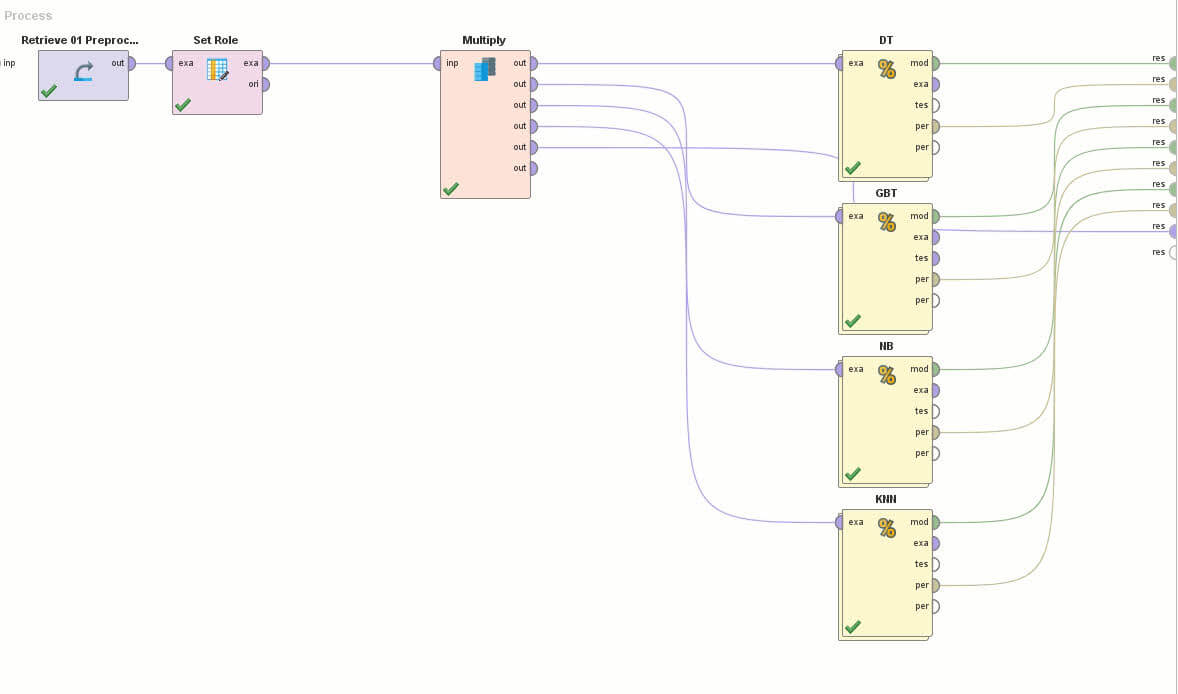 Process
inp
Retrieve 01 Preproc...
out
Set Role
exa exa
ori
Multiply
inp out
out
out
out
out
out
DT
exa mod
exa
tes
per
per
GBT
exa mod
exa
tes
per
per
NB
exa mod
exa
tes
per
per
KNN
exa mod
exa
tes
per
per
res
res
res
res
res
res
res
res
res
res